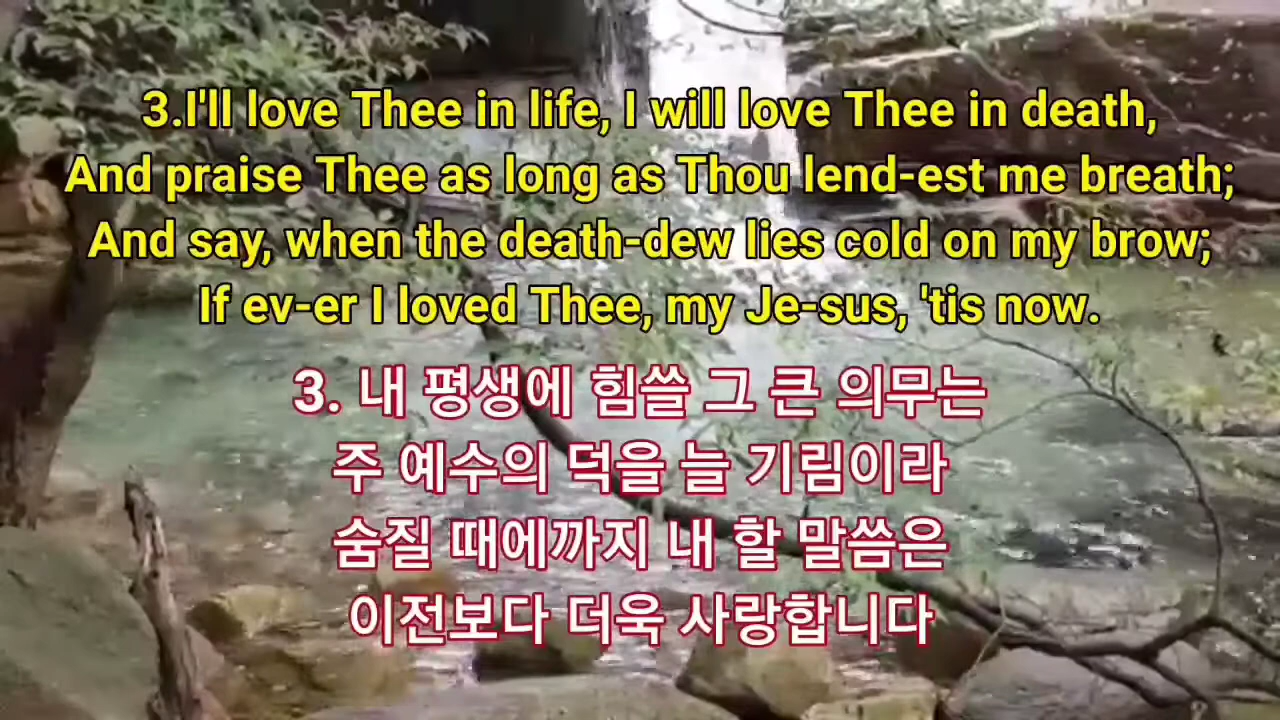 3.I'll love Thee in life, I will love Thee in death,
And praise Thee as long as Thou lend-est me breath;
And say, when the death-dew lies cold on my brow;
If ev-er I loved Thee, my Je-sus, 'tis now.
3. 내 평생에 힘쓸 그 큰 의무는
주 예수의 덕을 늘 기림이라
숨질 때에까지 내 할 말씀은
이전보다 더욱 사랑합니다